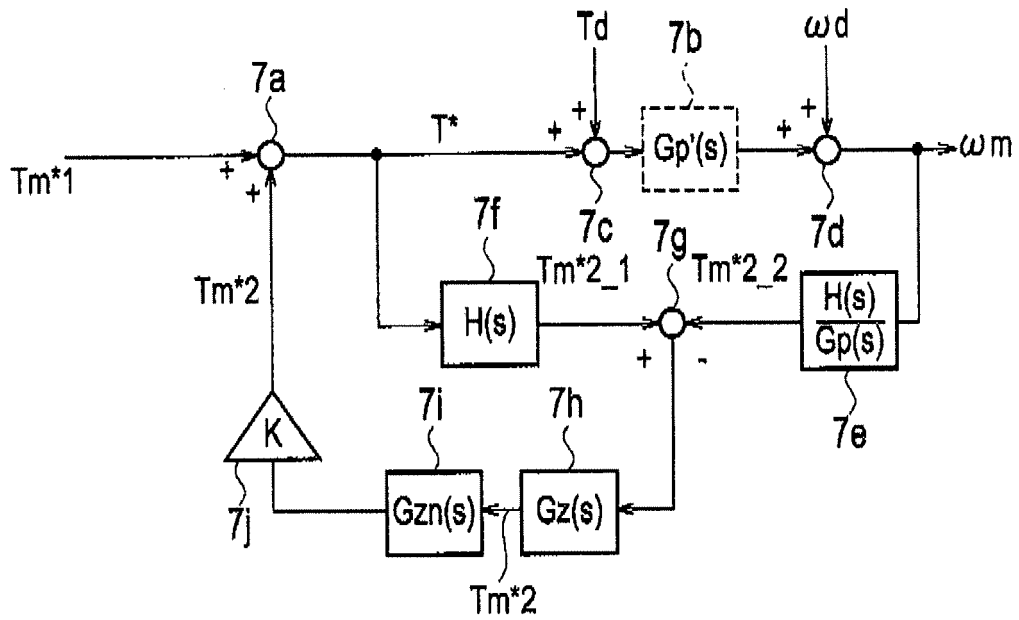 Td
ωd
7b
7a
+
+
T*
+
+
Gp'(s)
+
ωm
Tm*1
+
+
7c
7d
7f
7g
Tm*2_1
Tm*2_2
Tm*2
H(s)
H(s)
Gp(s)
+
-
7e
7i
7h
K
Gzn(s)
Gz(s)
7j
Tm*2